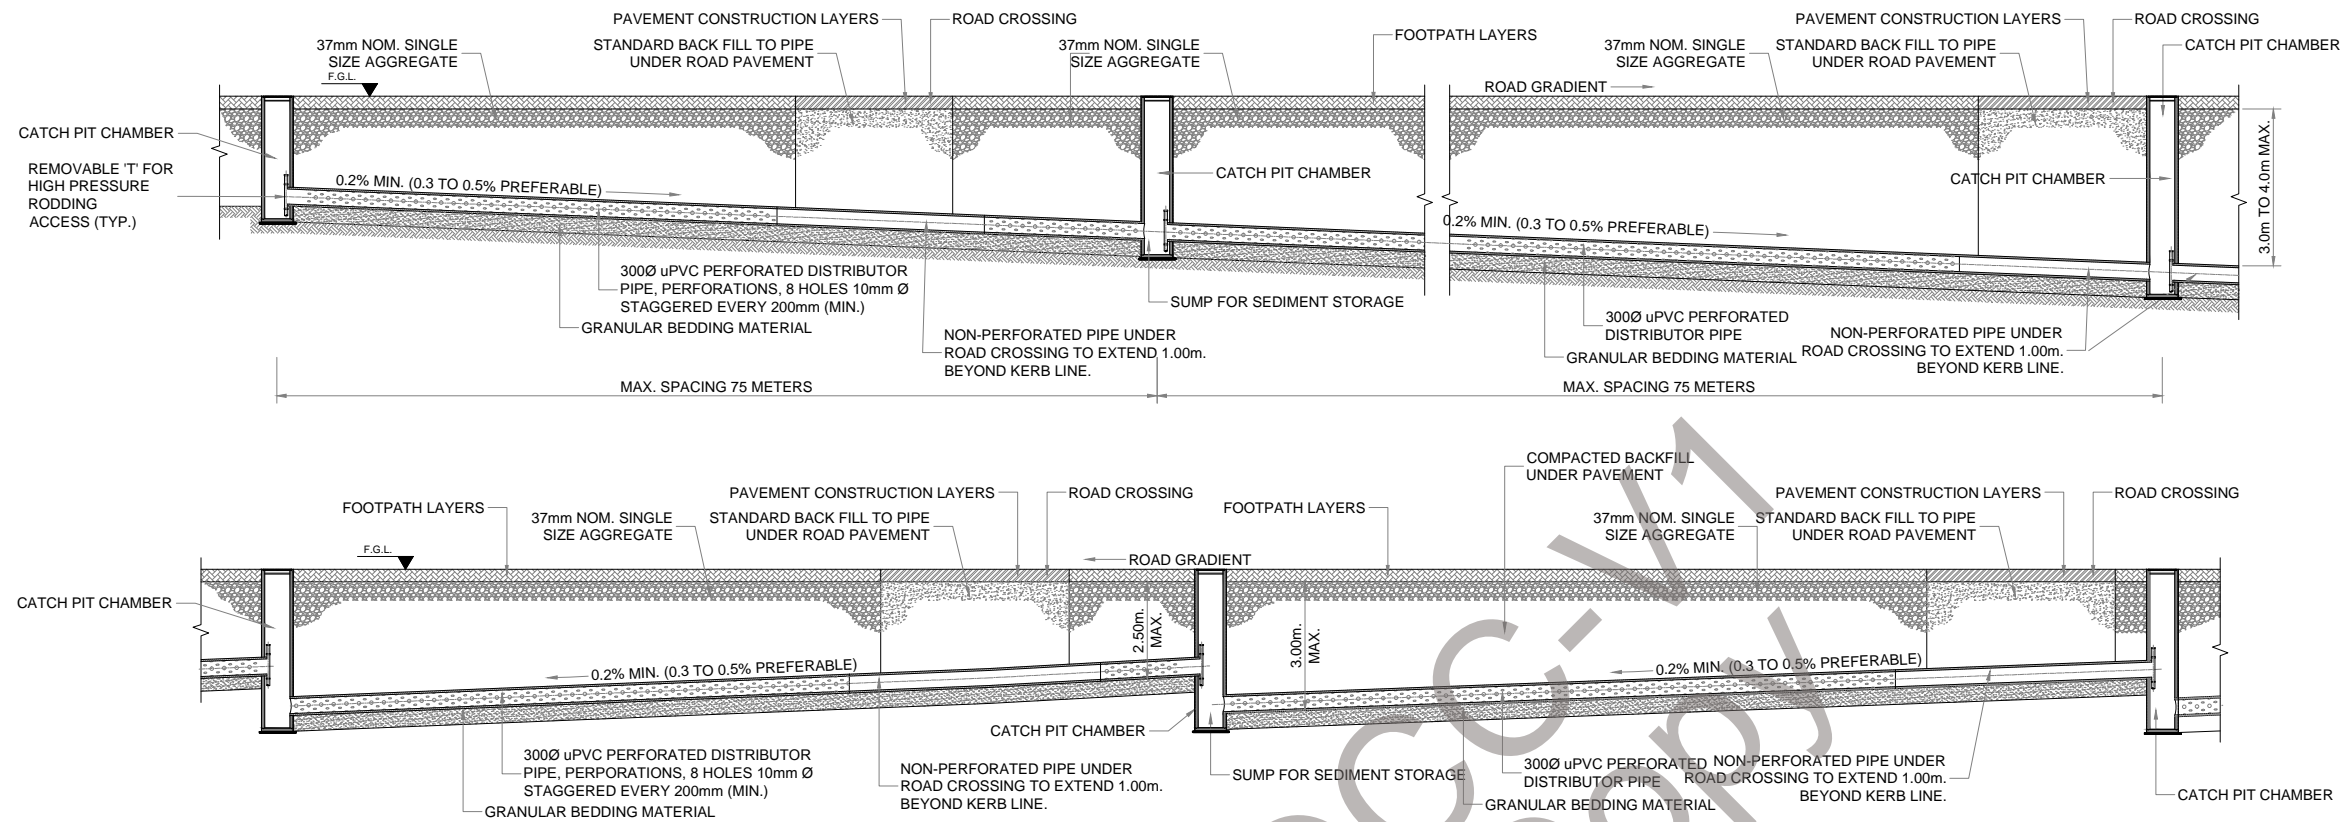 PAVEMENT CONSTRUCTION LAYERS
ROAD CROSSING
37mm NOM. SINGLE
SIZE AGGREGATE
STANDARD BACK FILL TO PIPE
UNDER ROAD PAVEMENT
37mm NOM. SINGLE
SIZE AGGREGATE
FOOTPATH LAYERS
37mm NOM. SINGLE
SIZE AGGREGATE
PAVEMENT CONSTRUCTION LAYERS
ROAD CROSSING
STANDARD BACK FILL TO PIPE
UNDER ROAD PAVEMENT
CATCH PIT CHAMBER
F.G.L.
ROAD GRADIENT
CATCH PIT CHAMBER
REMOVABLE 'T' FOR
HIGH PRESSURE
RODDING
ACCESS (TYP.)
0.2% MIN. (0.3 TO 0.5% PREFERABLE)
CATCH PIT CHAMBER
CATCH PIT CHAMBER
0.2% MIN. (0.3 TO 0.5% PREFERABLE)
3.0m TO 4.0m MAX.
300Ø uPVC PERFORATED DISTRIBUTOR
PIPE, PERFORATIONS, 8 HOLES 10mm Ø
STAGGERED EVERY 200mm (MIN.)
GRANULAR BEDDING MATERIAL
SUMP FOR SEDIMENT STORAGE
NON-PERFORATED PIPE UNDER
ROAD CROSSING TO EXTEND 1.00m.
BEYOND KERB LINE.
300Ø uPVC PERFORATED
DISTRIBUTOR PIPE
GRANULAR BEDDING MATERIAL
NON-PERFORATED PIPE UNDER
ROAD CROSSING TO EXTEND 1.00m.
BEYOND KERB LINE.
MAX. SPACING 75 METERS
MAX. SPACING 75 METERS
COMPACTED BACKFILL
UNDER PAVEMENT
FOOTPATH LAYERS
PAVEMENT CONSTRUCTION LAYERS
ROAD CROSSING
FOOTPATH LAYERS
PAVEMENT CONSTRUCTION LAYERS
ROAD CROSSING
37mm NOM. SINGLE
SIZE AGGREGATE
STANDARD BACK FILL TO PIPE
UNDER ROAD PAVEMENT
37mm NOM. SINGLE
SIZE AGGREGATE
STANDARD BACK FILL TO PIPE
UNDER ROAD PAVEMENT
F.G.L.
ROAD GRADIENT
CATCH PIT CHAMBER
2.50m.
MAX.
3.00m.
MAX.
0.2% MIN. (0.3 TO 0.5% PREFERABLE)
0.2% MIN. (0.3 TO 0.5% PREFERABLE)
CATCH PIT CHAMBER
300Ø uPVC PERFORATED DISTRIBUTOR
PIPE, PERPORATIONS, 8 HOLES 10mm Ø
STAGGERED EVERY 200mm (MIN.)
GRANULAR BEDDING MATERIAL
NON-PERFORATED PIPE UNDER
ROAD CROSSING TO EXTEND 1.00m.
BEYOND KERB LINE.
SUMP FOR SEDIMENT STORAGE
300Ø uPVC PERFORATED
DISTRIBUTOR PIPE
GRANULAR BEDDING MATERIAL
NON-PERFORATED PIPE UNDER
ROAD CROSSING TO EXTEND 1.00m.
BEYOND KERB LINE.
CATCH PIT CHAMBER